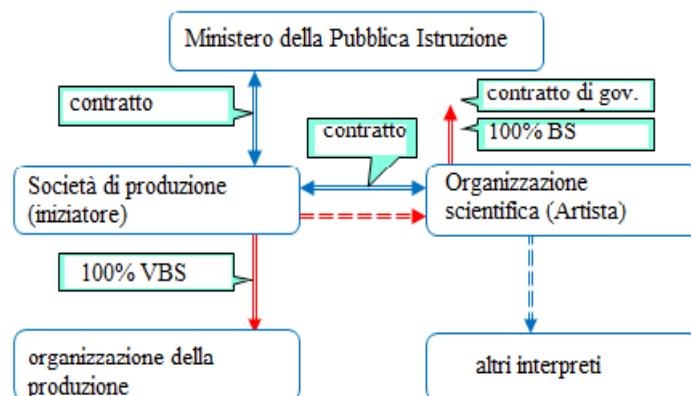 Ministero della Pubblica Istruzione
contratto
contratto di gov.
contratto
100% BS
Società di produzione
(iniziatore)
Organizzazione
scientifica (Artista)
100% VBS
organizzazione della
produzione
altri interpreti